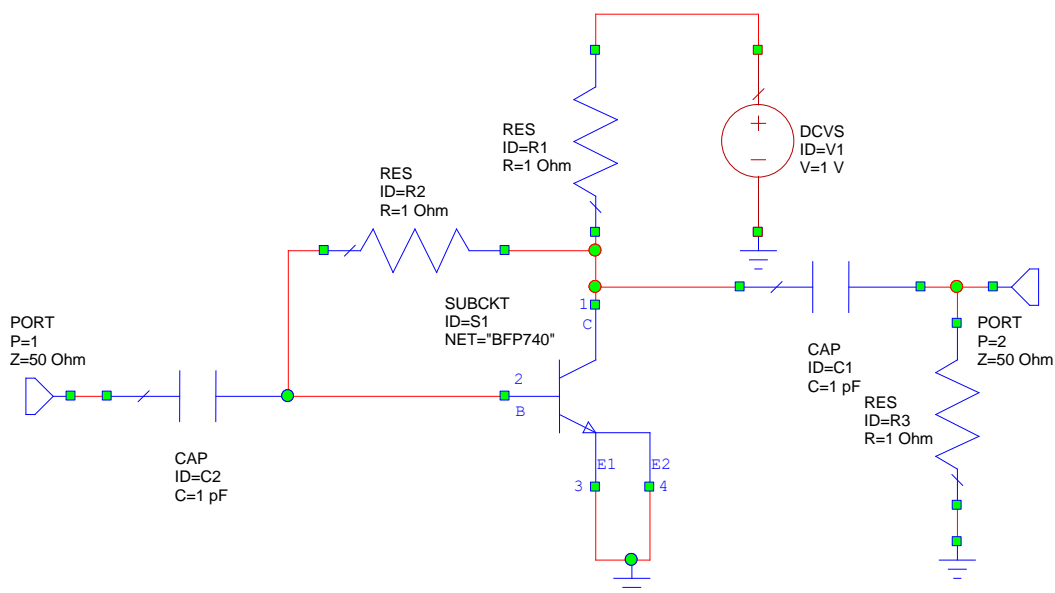 RES
ID=R1
R=1 Ohm
DCVS
ID=V1
V=1 V
RES
ID=R2
R=1 Ohm
SUBCKT
ID=S1
NET="BFP740"
1
C
PORT
P=1
Z=50 Ohm
2
B
PORT
P=2
Z=50 Ohm
CAP
ID=C1
C=1 pF
RES
ID=R3
R=1 Ohm
CAP
ID=C2
C=1 pF
E1
E2
3
4